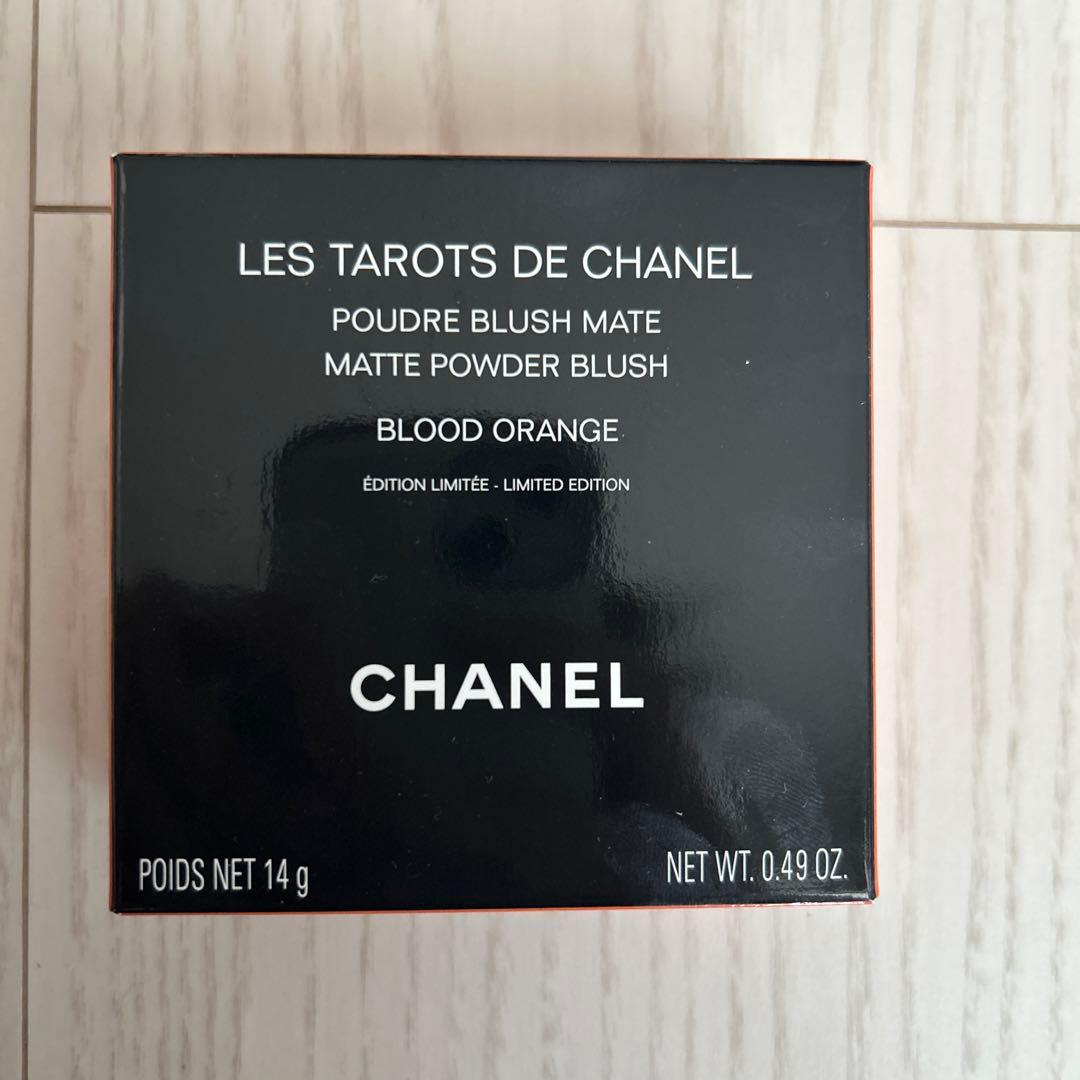 LES TAROTS DE CHANEL
POUDRE BLUSH MATE
MATTE POWDER BLUSH
BLOOD ORANGE
ÉDITION LIMITÉE - LIMITED EDITION
CHANEL
POIDS NET 14 g
NET WT. 0.49 OZ.